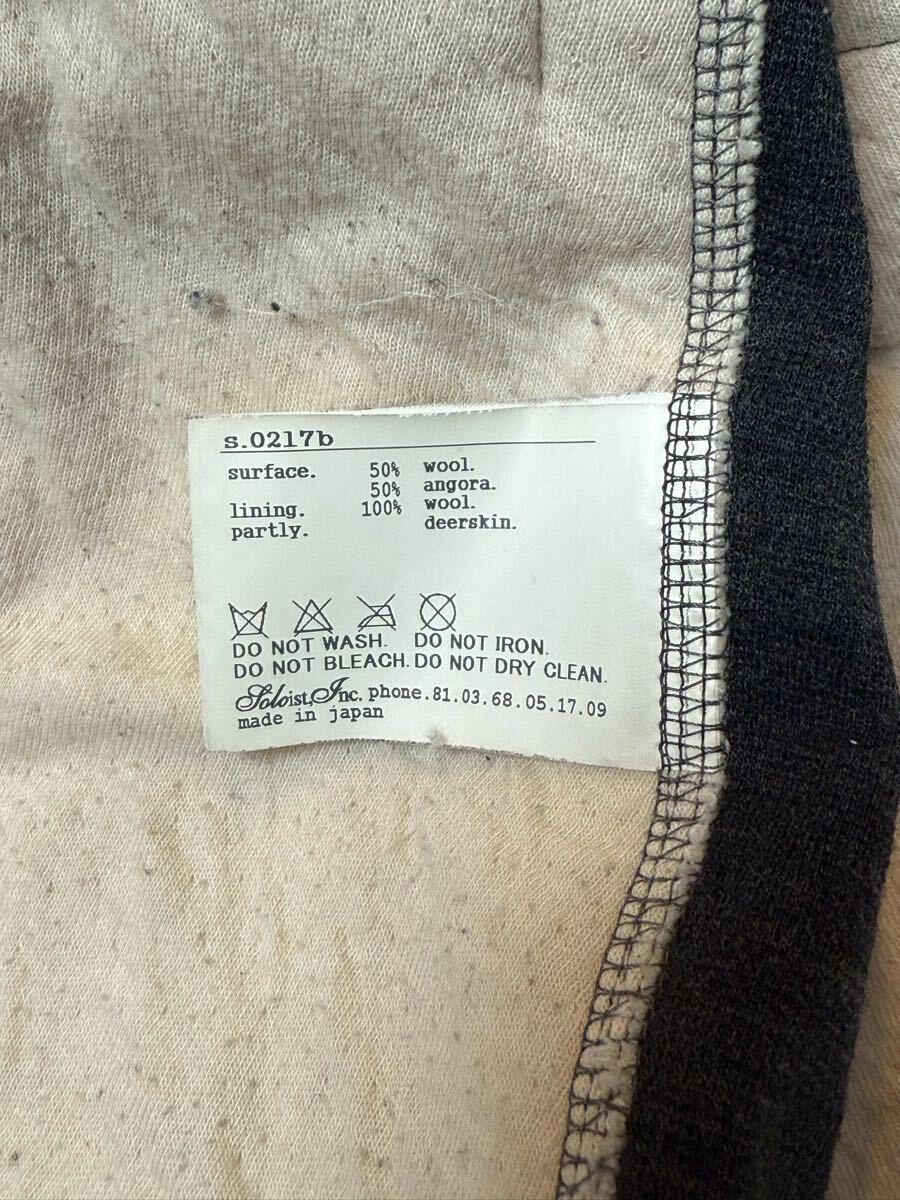 s.0217b
surface. 50% wool.
50% angora.
lining. 100% wool.
partly. deerskin.
DO NOT WASH. DO NOT IRON.
DO NOT BLEACH. DO NOT DRY CLEAN.
Soloist,Inc. phone.81.03.68.05.17.09
made in japan